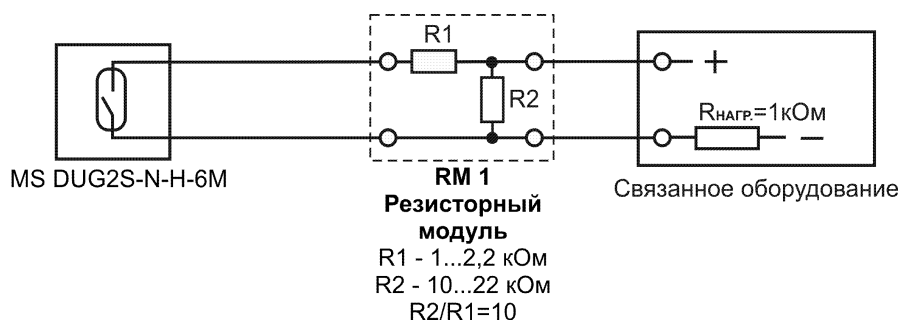 R1
R2
+
Rнагр.=1кОм
−
MS DUG2S-N-H-6M
RM 1
Резисторный
модуль
R1 - 1...2,2 кОм
R2 - 10...22 кОм
R2/R1=10
Связанное оборудование